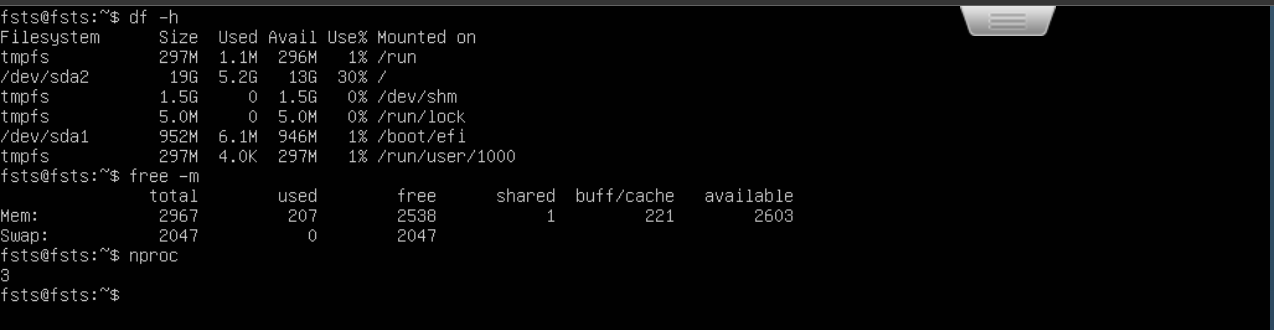 fsts@fsts:~$ df -h
Filesystem      Size  Used Avail Use% Mounted on
tmpfs           297M  1.1M  296M   1% /run
/dev/sda2        19G  5.2G   13G  30% /
tmpfs           1.5G     0  1.5G   0% /dev/shm
tmpfs           5.0M     0  5.0M   0% /run/lock
/dev/sda1       952M  6.1M  946M   1% /boot/efi
tmpfs           297M  4.0K  297M   1% /run/user/1000
fsts@fsts:~$ free -m
               total        used        free      shared  buff/cache   available
Mem:            2967         207        2538           1         221        2603
Swap:           2047           0        2047
fsts@fsts:~$ nproc
3
fsts@fsts:~$